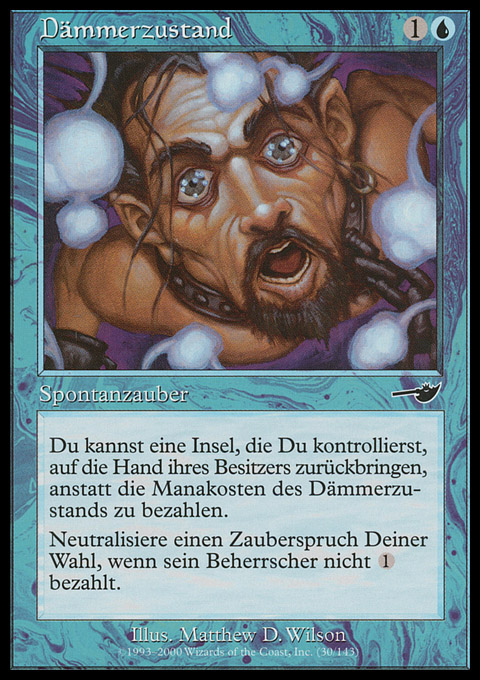 Dämmerzustand 1
Spontanzauber
Du kannst eine Insel, die Du kontrollierst,
auf die Hand ihres Besitzers zurückbringen,
anstatt die Manakosten des Dämmerzu-
stands zu bezahlen.
Neutralisiere einen Zauberspruch Deiner
Wahl, wenn sein Beherrscher nicht 1
bezahlt.
Illus. Matthew D. Wilson
©1993-2000 Wizards of the Coast, Inc. (30/143)